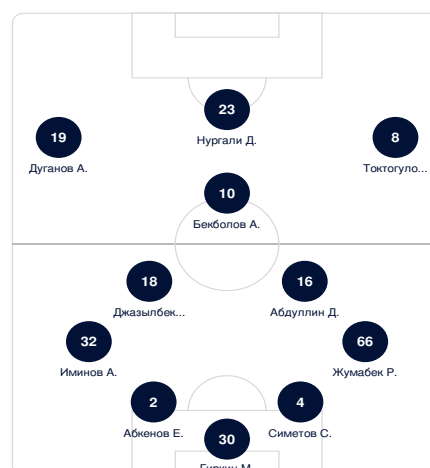 23
Нургали Д.
19
8
Дуганов А.
Токтогуло...
10
Бекболов А.
18
16
Джазылбек...
Абдуллин Д.
32
66
Иминов А.
Жумабек Р.
2
4
Абкенов Е.
Симетов С.
30